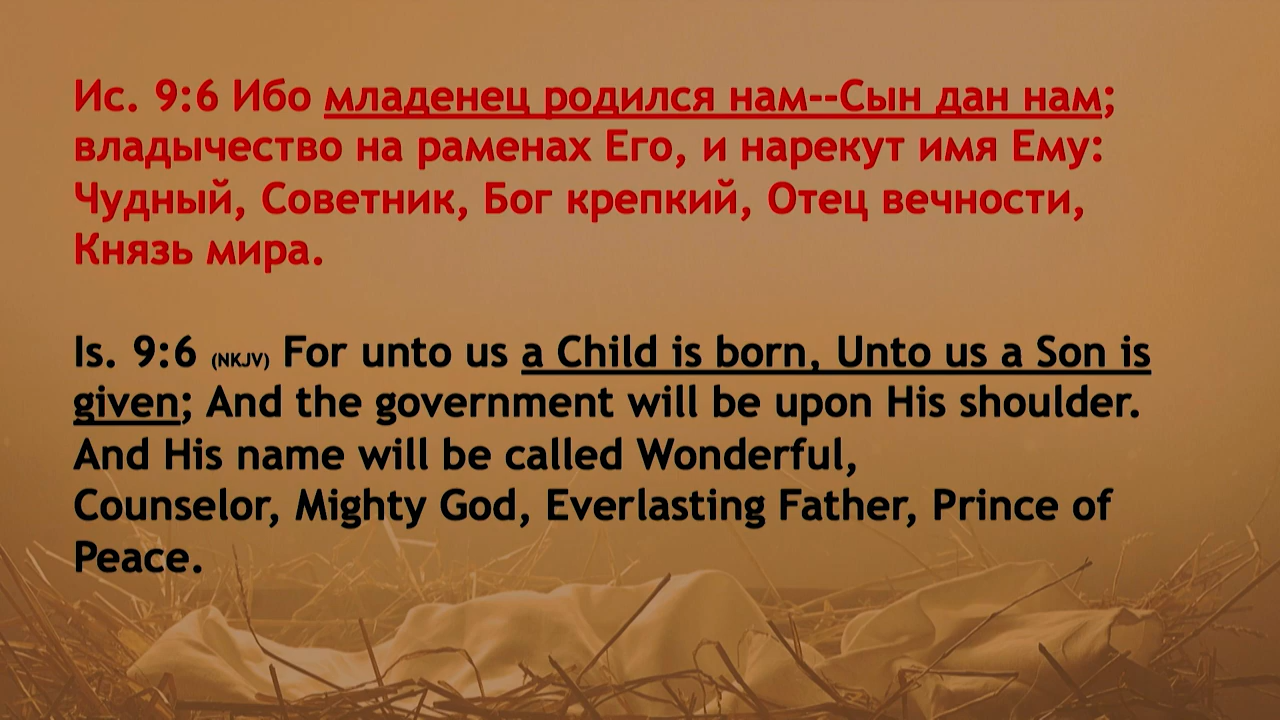 Ис. 9:6 Ибо младенец родился нам--Сын дан нам;
владычество на раменах Его, и нарекут имя Ему:
Чудный, Советник, Бог крепкий, Отец вечности,
Князь мира.
Is. 9:6 (NKJV) For unto us a Child is born, Unto us a Son is
given; And the government will be upon His shoulder.
And His name will be called Wonderful,
Counselor, Mighty God, Everlasting Father, Prince of
Peace.